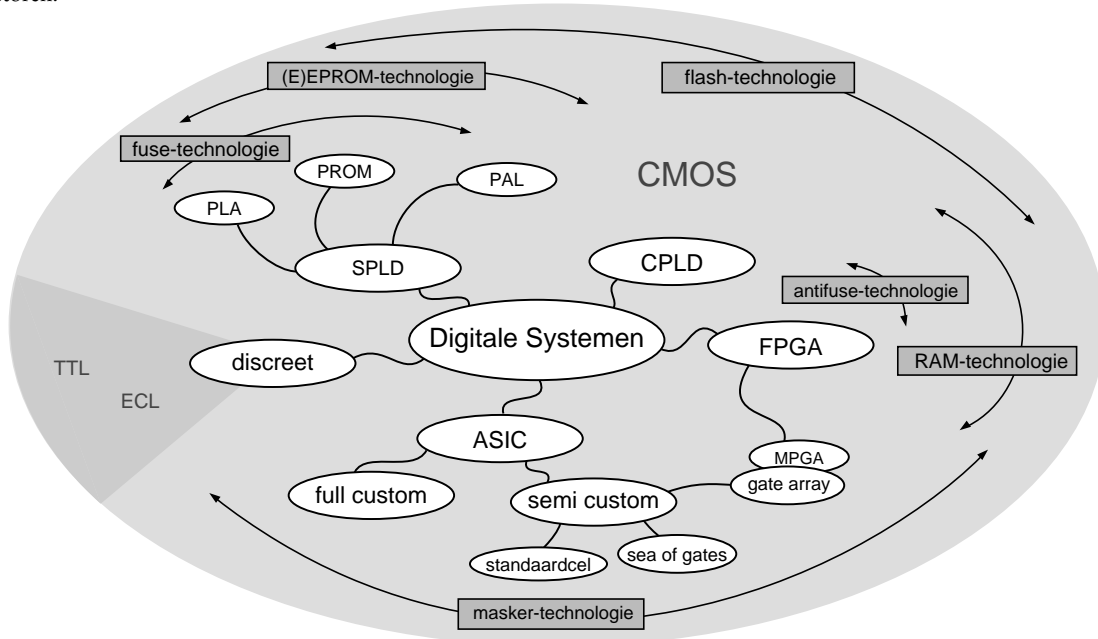 (E)EPROM-technologie
flash-technologie
fuse-technologie
PROM
PAL
CMOS
PLA
SPLD
CPLD
antifuse-technologie
Digitale Systemen
FPGA
discreet
RAM-technologie
TTL
ECL
ASIC
MPGA
gate array
full custom
semi custom
standaardcel
sea of gates
masker-technologie